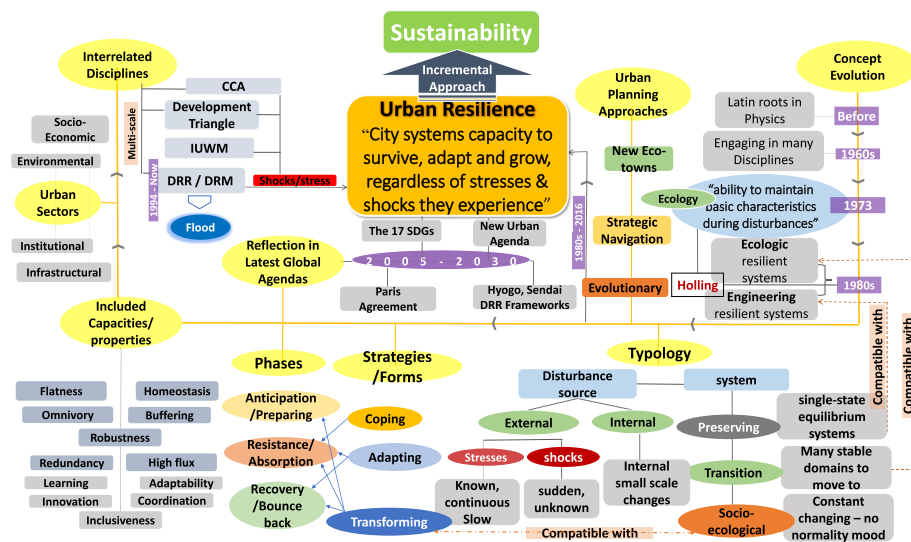 Sustainability
Incremental
Approach
Urban Resilience
“City systems capacity to
survive, adapt and grow,
regardless of stresses &
shocks they experience”
Interrelated
Disciplines
CCA
Development
Triangle
IUWM
DRR / DRM
Multi-scale
1994 -Now
Shocks/stress
Flood
Socio-
Economic
Environmental
Urban
Sectors
Institutional
Infrastructural
Included
Capacities/
properties
Flatness
Homeostasis
Omnivory
Buffering
Robustness
Redundancy
High flux
Learning
Adaptability
Innovation
Coordination
Inclusiveness
Reflection in
Latest Global
Agendas
The 17 SDGs
New Urban
Agenda
2 0 0 5 - 2 0 3 0
Paris
Agreement
Hyogo, Sendai
DRR Frameworks
1980s - 2016
Urban
Planning
Approaches
New Eco-
towns
Strategic
Navigation
Evolutionary
Concept
Evolution
Latin roots in
Physics
Before
Engaging in many
Disciplines
1960s
Ecology
“ability to maintain
basic characteristics
during disturbances”
1973
Ecologic
resilient
systems
Holling
1980s
Engineering
resilient systems
Compatible with
Compatible with
Phases
Anticipation
/Preparing
Resistance/
Absorption
Recovery
/Bounce
back
Strategies
/Forms
Coping
Adapting
Transforming
Typology
Disturbance
source
system
External
Internal
Stresses
shocks
Known,
continuous
Slow
sudden,
unknown
Internal
small scale
changes
Preserving
single-state
equilibrium
systems
Transition
Many stable
domains to
move to
Socio-
ecological
Constant
changing – no
normality mood
Compatible with